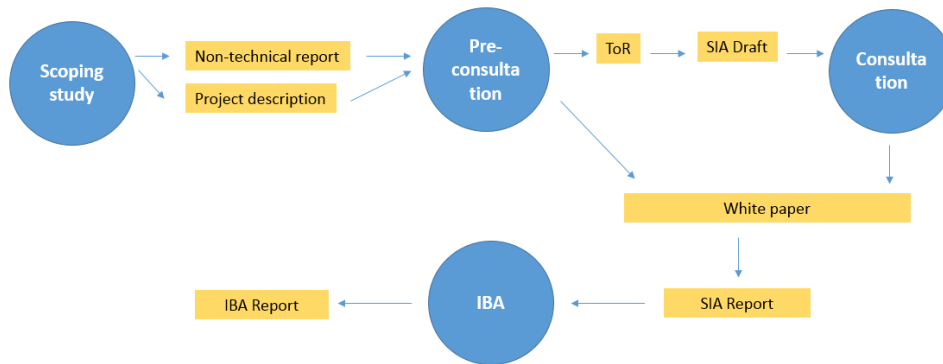 Scoping
study
Non-technical report
Project description
Pre-
consulta
tion
ToR
SIA Draft
Consulta
tion
White paper
SIA Report
IBA
IBA Report